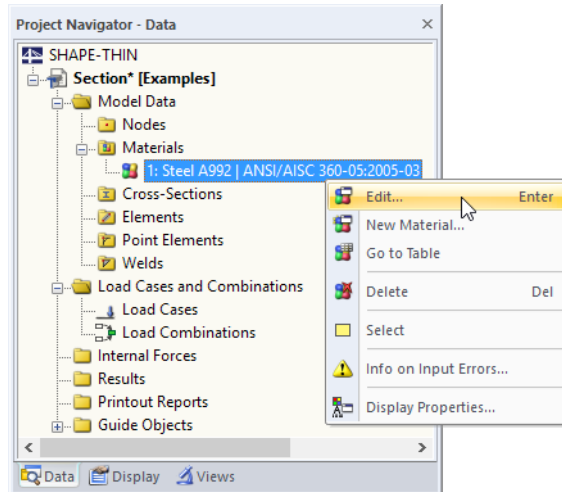 Project Navigator - Data
SHAPE-THIN
Section* [Examples]
Model Data
Nodes
Materials
1: Steel A992 | ANSI/AISC 360-05:2005-03
Cross-Sections
Elements
Point Elements
Welds
Load Cases and Combinations
Load Cases
Load Combinations
Internal Forces
Results
Printout Reports
Guide Objects
Edit... Enter
New Material...
Go to Table
Delete Del
Select
Info on Input Errors...
Display Properties...
Data Display Views